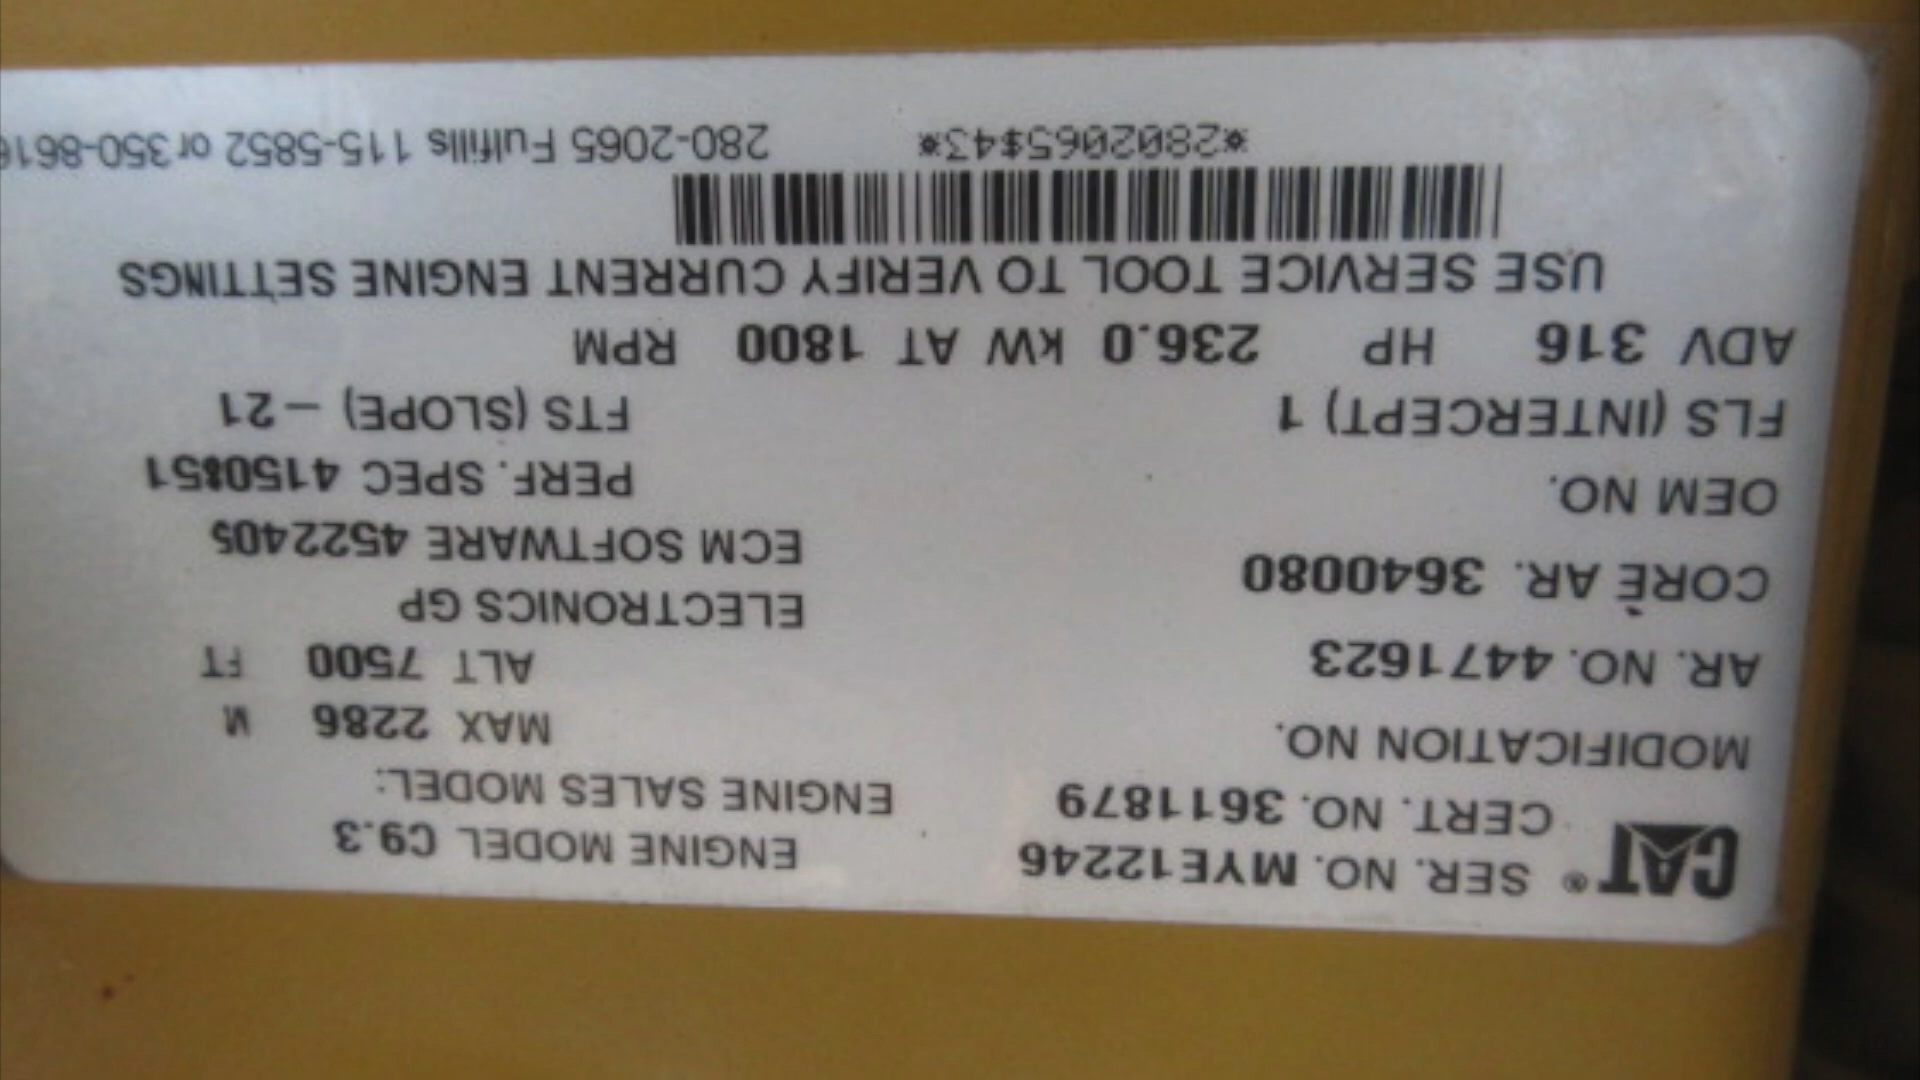 CAT® SER. NO. MYE12246 ENGINE MODEL C9.3
CERT. NO. 3611879 ENGINE SALES MODEL:
MODIFICATION NO. MAX 2286 M
AR. NO. 4471623 ALT 7500 FT
ELECTRONICS GP
CORE AR. 3640080 ECM SOFTWARE 4522405
OEM NO. PERF. SPEC 4150851
FLS (INTERCEPT) 1 FTS (SLOPE) -21
ADV 316 HP 236.0 kW AT 1800 RPM
USE SERVICE TOOL TO VERIFY CURRENT ENGINE SETTINGS
*2802065$43* 280-2065 Fulfills 115-5852 or 350-861